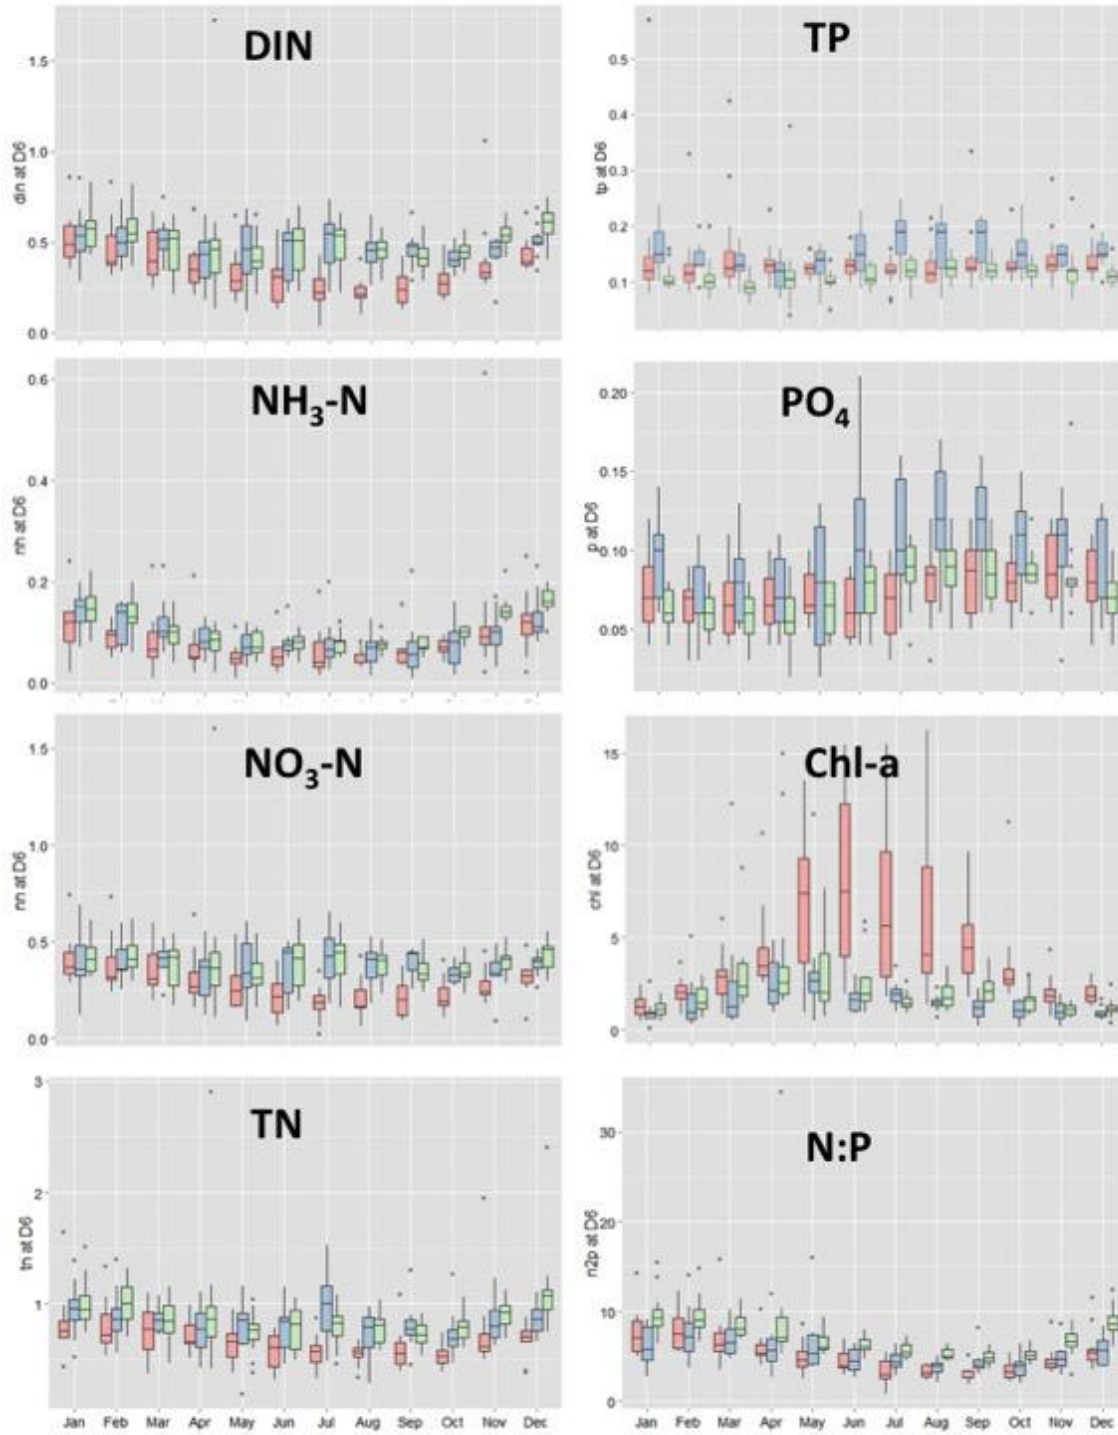 DIN
1.5
1.0
0.5
0.0
din at D6
TP
0.5
0.4
0.3
0.2
0.1
tp at D6
NH3-N
0.6
0.4
0.2
0.0
nh at D6
PO4
0.20
0.15
0.10
0.05
p at D6
NO3-N
1.5
1.0
0.5
0.0
nn at D6
Chl-a
15
10
5
0
chl at D6
TN
3
2
1
tn at D6
Jan Feb Mar Apr May Jun Jul Aug Sep Oct Nov Dec
N:P
30
20
10
0
n2p at D6
Jan Feb Mar Apr May Jun Jul Aug Sep Oct Nov Dec